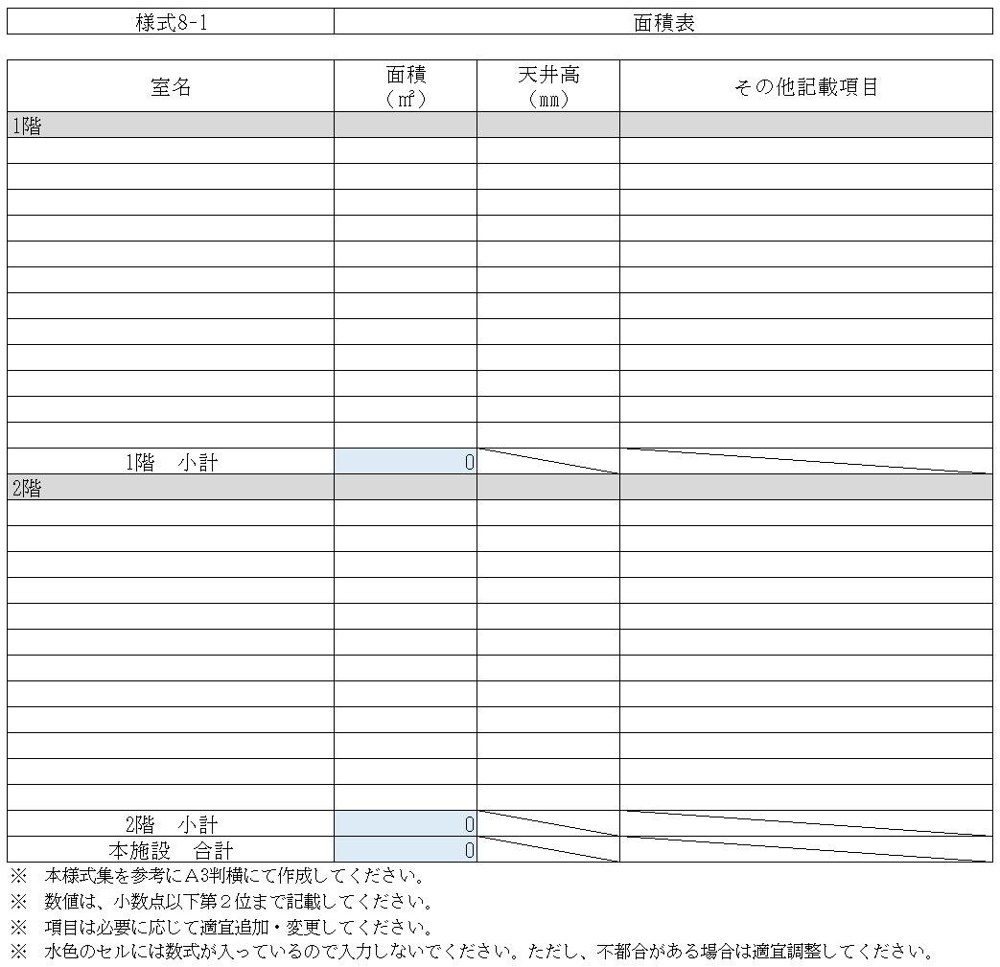 様式8-1 面積表
室名 面積 天井高 その他記載項目
（㎡） （㎜）
1階
1階　小計 0
2階
2階　小計 0
本施設　合計 0
※　本様式集を参考にＡ3判横にて作成してください。
※　数値は、小数点以下第２位まで記載してください。
※　項目は必要に応じて適宜追加・変更してください。
※　水色のセルには数式が入っているので入力しないでください。ただし、不都合がある場合は適宜調整してください。